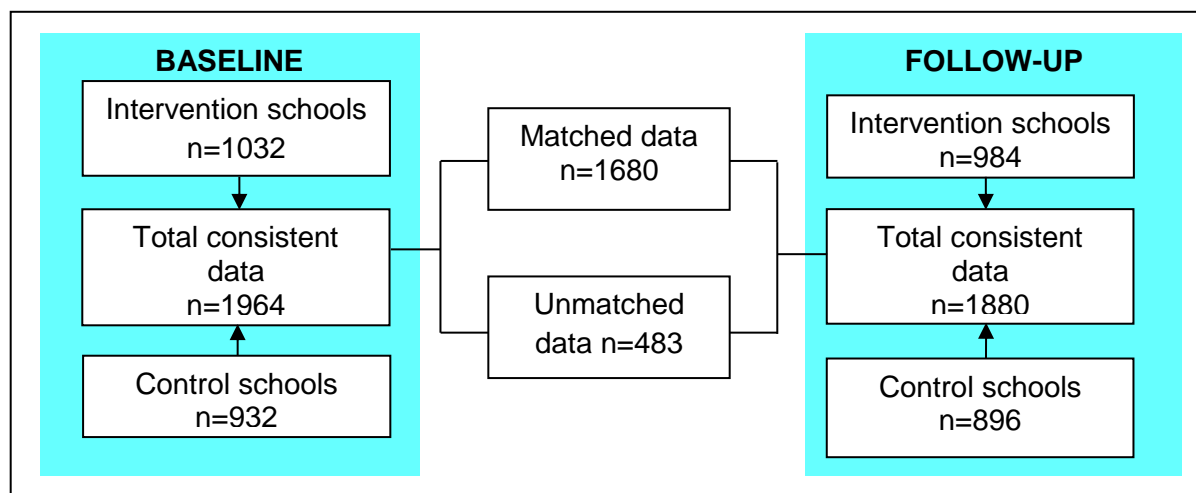 BASELINE
Intervention schools
n=1032
Total consistent
data
n=1964
Control schools
n=932
Matched data
n=1680
Unmatched
data n=483
FOLLOW-UP
Intervention schools
n=984
Total consistent
data
n=1880
Control schools
n=896